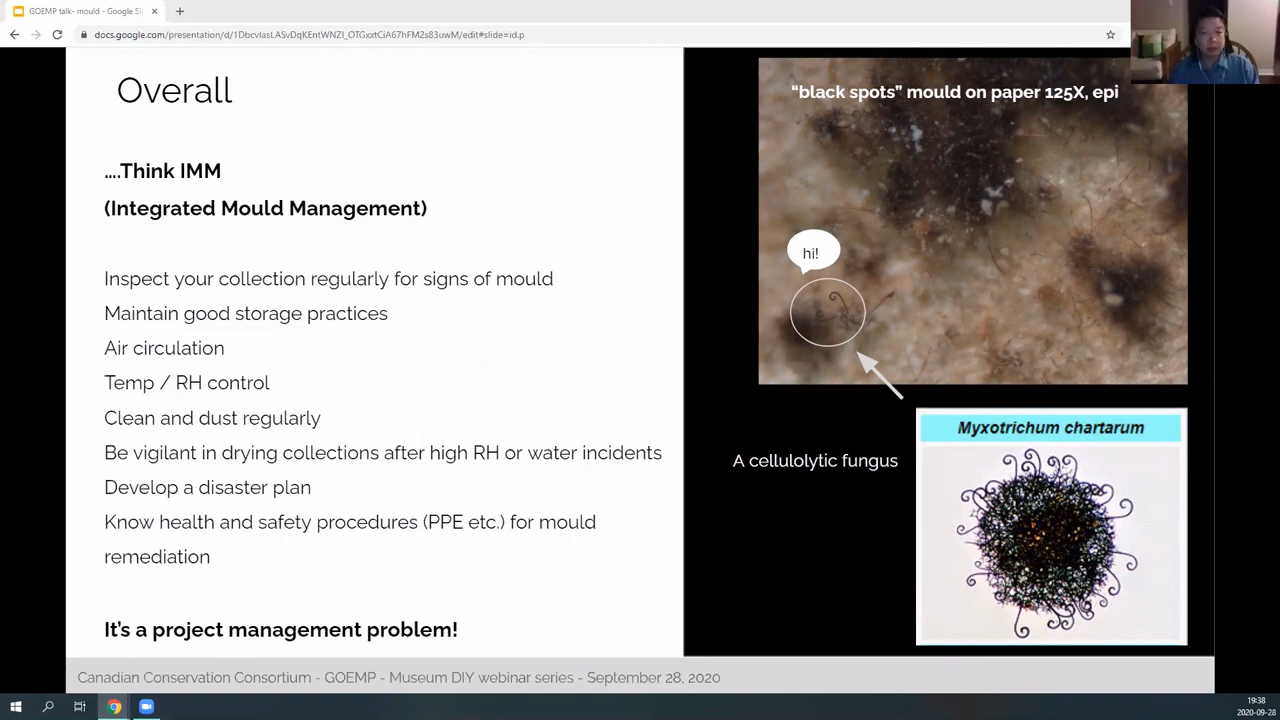 GOEMP talk- mould - Google Sli
docs.google.com/presentation/d/1DbcvIasLASvDqKEntWNZI_OTGxxtCiA67hFM2s83uwM/edit#slide=id.p
Overall
....Think IMM
(Integrated Mould Management)
Inspect your collection regularly for signs of mould
Maintain good storage practices
Air circulation
Temp / RH control
Clean and dust regularly
Be vigilant in drying collections after high RH or water incidents
Develop a disaster plan
Know health and safety procedures (PPE etc.) for mould
remediation
It's a project management problem!
“black spots” mould on paper 125X, epi
hi!
A cellulolytic fungus
Myxotrichum chartarum
Canadian Conservation Consortium - GOEMP - Museum DIY webinar series - September 28, 2020
19:38
2020-09-28